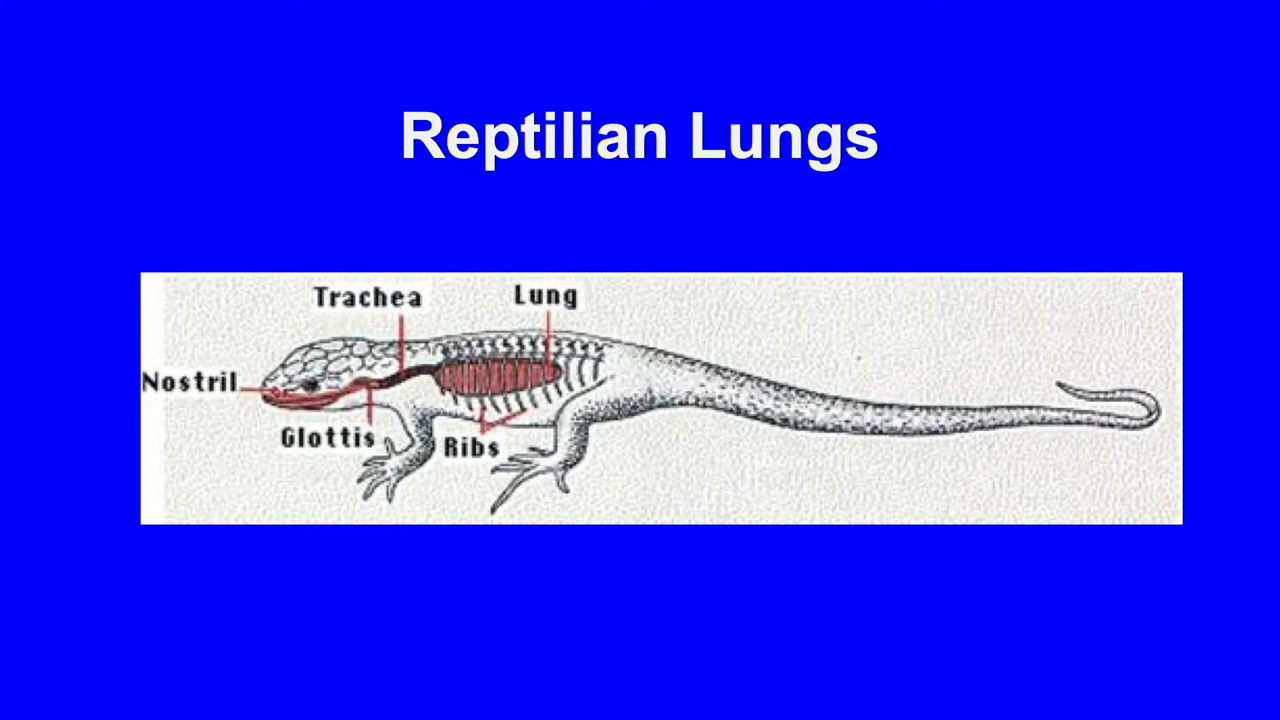 Reptilian Lungs
Trachea
Lung
Nostril
Glottis
Ribs